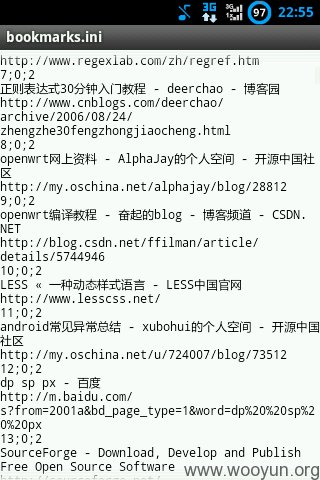 97 22:55
bookmarks.ini
http://www.regexlab.com/zh/regref.htm
7;0;2
正则表达式30分钟入门教程 - deerchao - 博客园
http://www.cnblogs.com/deerchao/
archive/2006/08/24/
zhengzhe30fengzhongjiaocheng.html
8;0;2
openwrt网上资料 - AlphaJay的个人空间 - 开源中国社
区
http://my.oschina.net/alphajay/blog/28812
9;0;2
openwrt编译教程 - 奋起的blog - 博客频道 - CSDN.
NET
http://blog.csdn.net/ffilman/article/
details/5744946
10;0;2
LESS « 一种动态样式语言 - LESS中国官网
http://www.lesscss.net/
11;0;2
android常见异常总结 - xubohui的个人空间 - 开源中国
社区
http://my.oschina.net/u/724007/blog/73512
12;0;2
dp sp px - 百度
http://m.baidu.com/
s?from=2001a&bd_page_type=1&word=dp%20%20sp%2
0%20px
13;0;2
SourceForge - Download, Develop and Publish
Free Open Source Software
www.wooyun.org